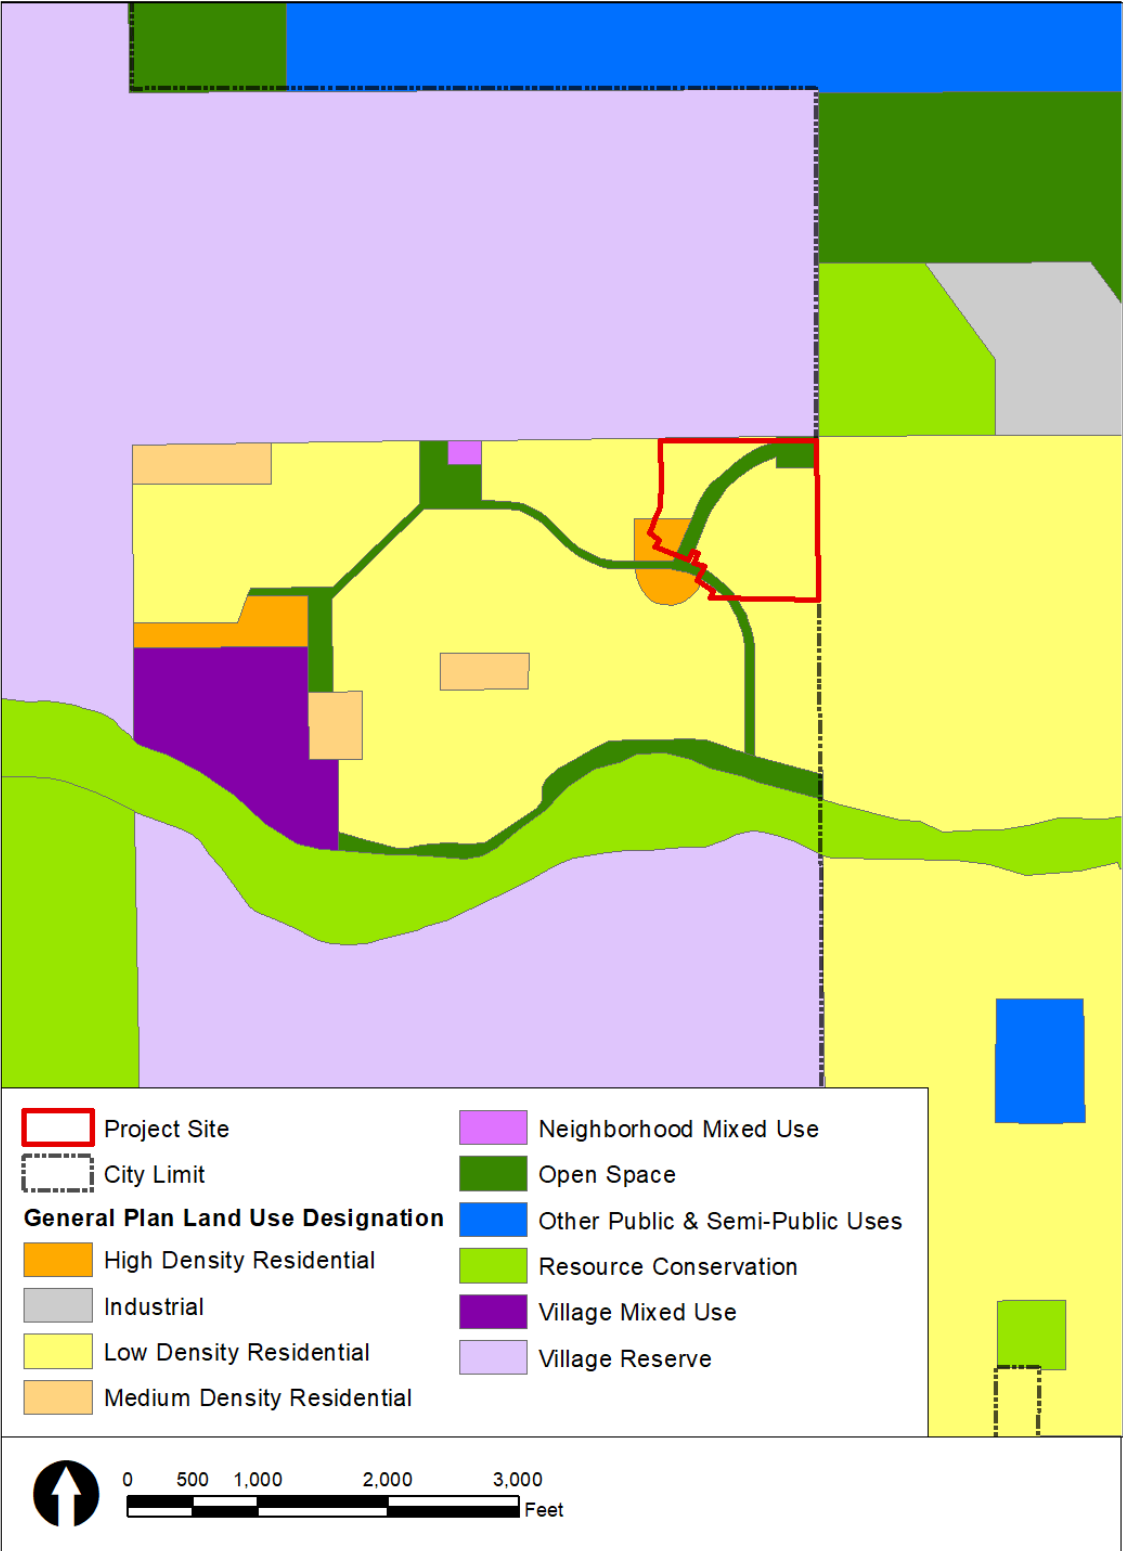 Project Site
City Limit
General Plan Land Use Designation
High Density Residential
Industrial
Low Density Residential
Medium Density Residential
Neighborhood Mixed Use
Open Space
Other Public & Semi-Public Uses
Resource Conservation
Village Mixed Use
Village Reserve
0 500 1,000 2,000 3,000
Feet